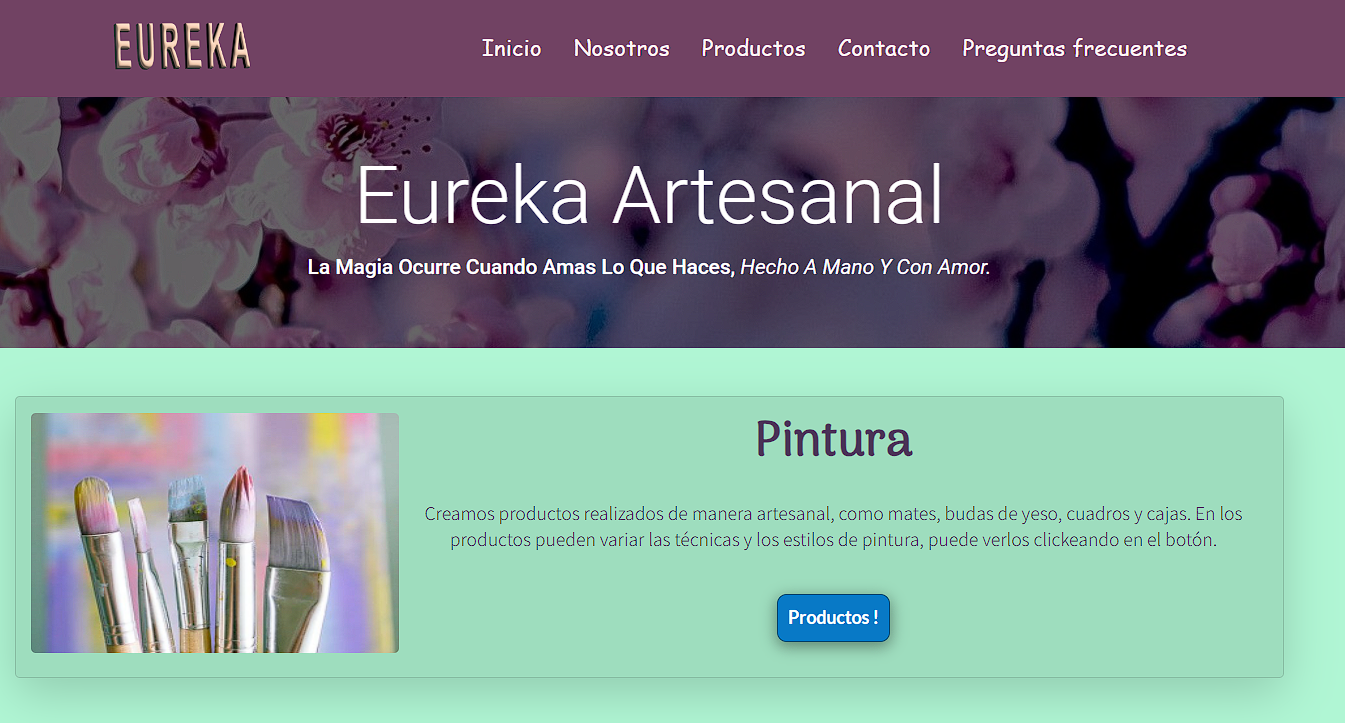 EUREKA
Inicio Nosotros Productos Contacto Preguntas frecuentes
Eureka Artesanal
La Magia Ocurre Cuando Amas Lo Que Haces, Hecho A Mano Y Con Amor.
Pintura
Creamos productos realizados de manera artesanal, como mates, budas de yeso, cuadros y cajas. En los
productos pueden variar las técnicas y los estilos de pintura, puede verlos clickeando en el botón.
Productos !